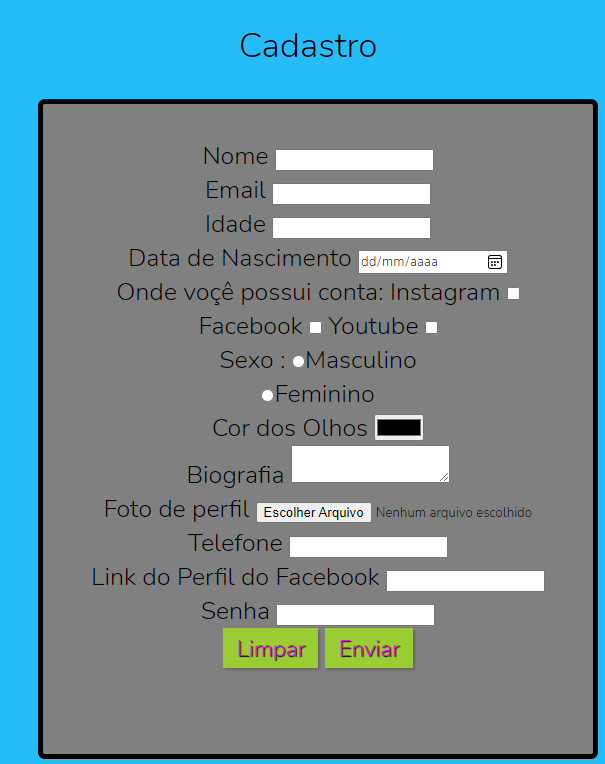 Cadastro
Nome
Email
Idade
Data de Nascimento dd/mm/aaaa
Onde voçê possui conta: Instagram
Facebook Youtube
Sexo : Masculino
Feminino
Cor dos Olhos
Biografia
Foto de perfil Escolher Arquivo Nenhum arquivo escolhido
Telefone
Link do Perfil do Facebook
Senha
Limpar Enviar